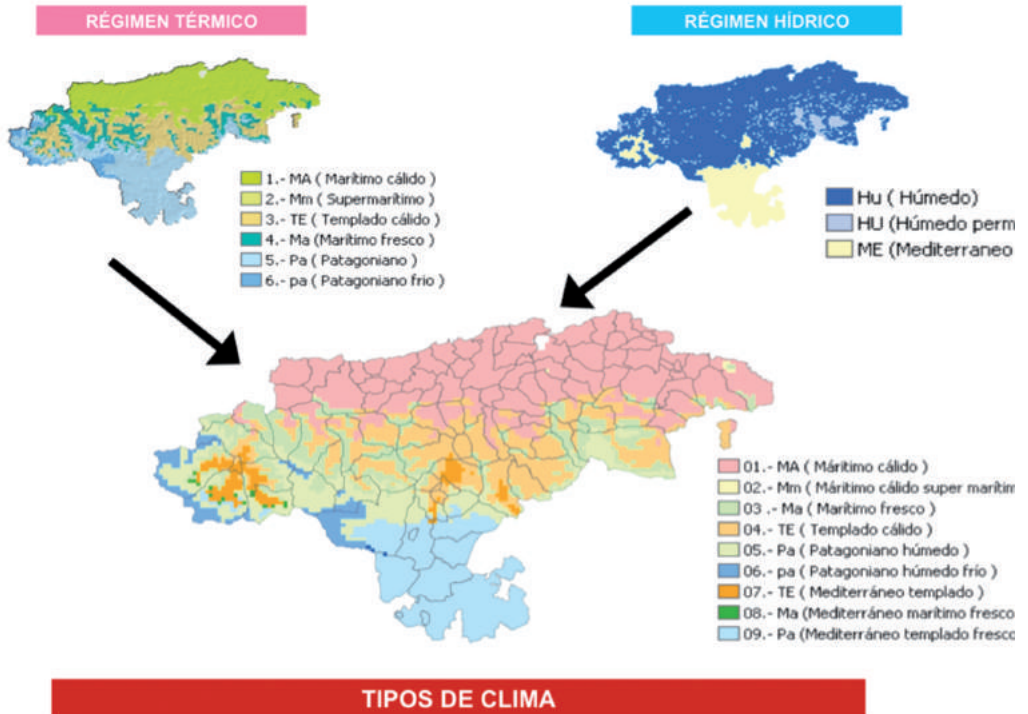 RÉGIMEN TÉRMICO
RÉGIMEN HÍDRICO
1.- MA ( Marítimo cálido )
2.- Mm ( Supermarítimo )
3.- TE ( Templado cálido )
4.- Ma (Marítimo fresco )
5.- Pa ( Patagoniano )
6.- pa ( Patagoniano frio )
Hu ( Húmedo)
HU (Húmedo perm
ME (Mediterraneo
01.- MA ( Máritimo cálido )
02.- Mm ( Máritimo cálido super marítim
03 .- Ma ( Marítimo fresco )
04.- TE ( Templado cálido )
05.- Pa ( Patagoniano húmedo )
06.- pa ( Patagoniano húmedo frío )
07.- TE ( Mediterráneo templado )
08.- Ma (Mediterráneo marítimo fresco
09.- Pa (Mediterráneo templado fresco
TIPOS DE CLIMA